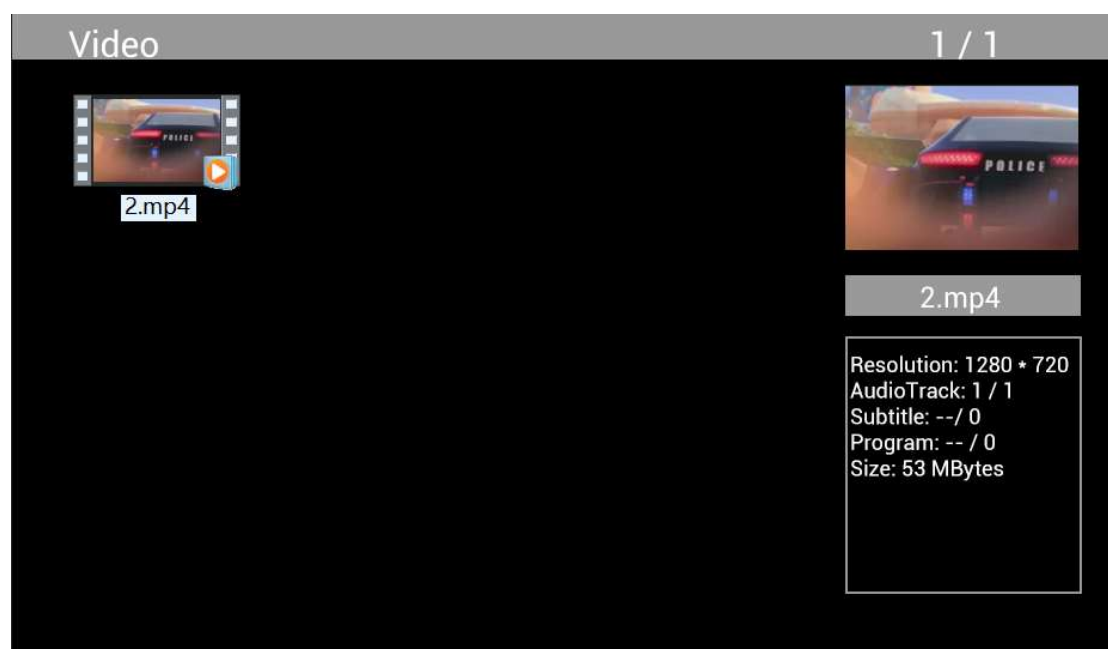 Video
1 / 1
POLICE
2.mp4
POLICE
2.mp4
Resolution: 1280 * 720
AudioTrack: 1 / 1
Subtitle: --/ 0
Program: -- / 0
Size: 53 MBytes